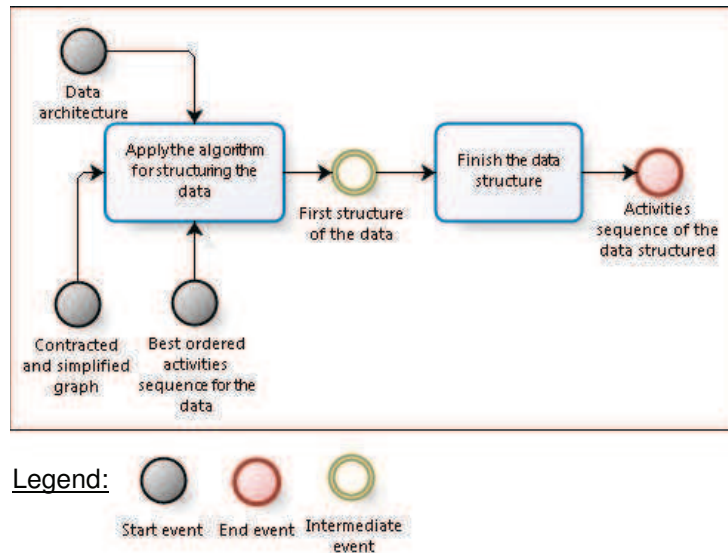 Data
architecture
Apply the algorithm
for structuring the
data
Finish the data
structure
First structure
of the data
Activities
sequence of the
data structured
Contracted
and simplified
graph
Best ordered
activities
sequence for the
data
Legend:
Start event
End event
Intermediate
event